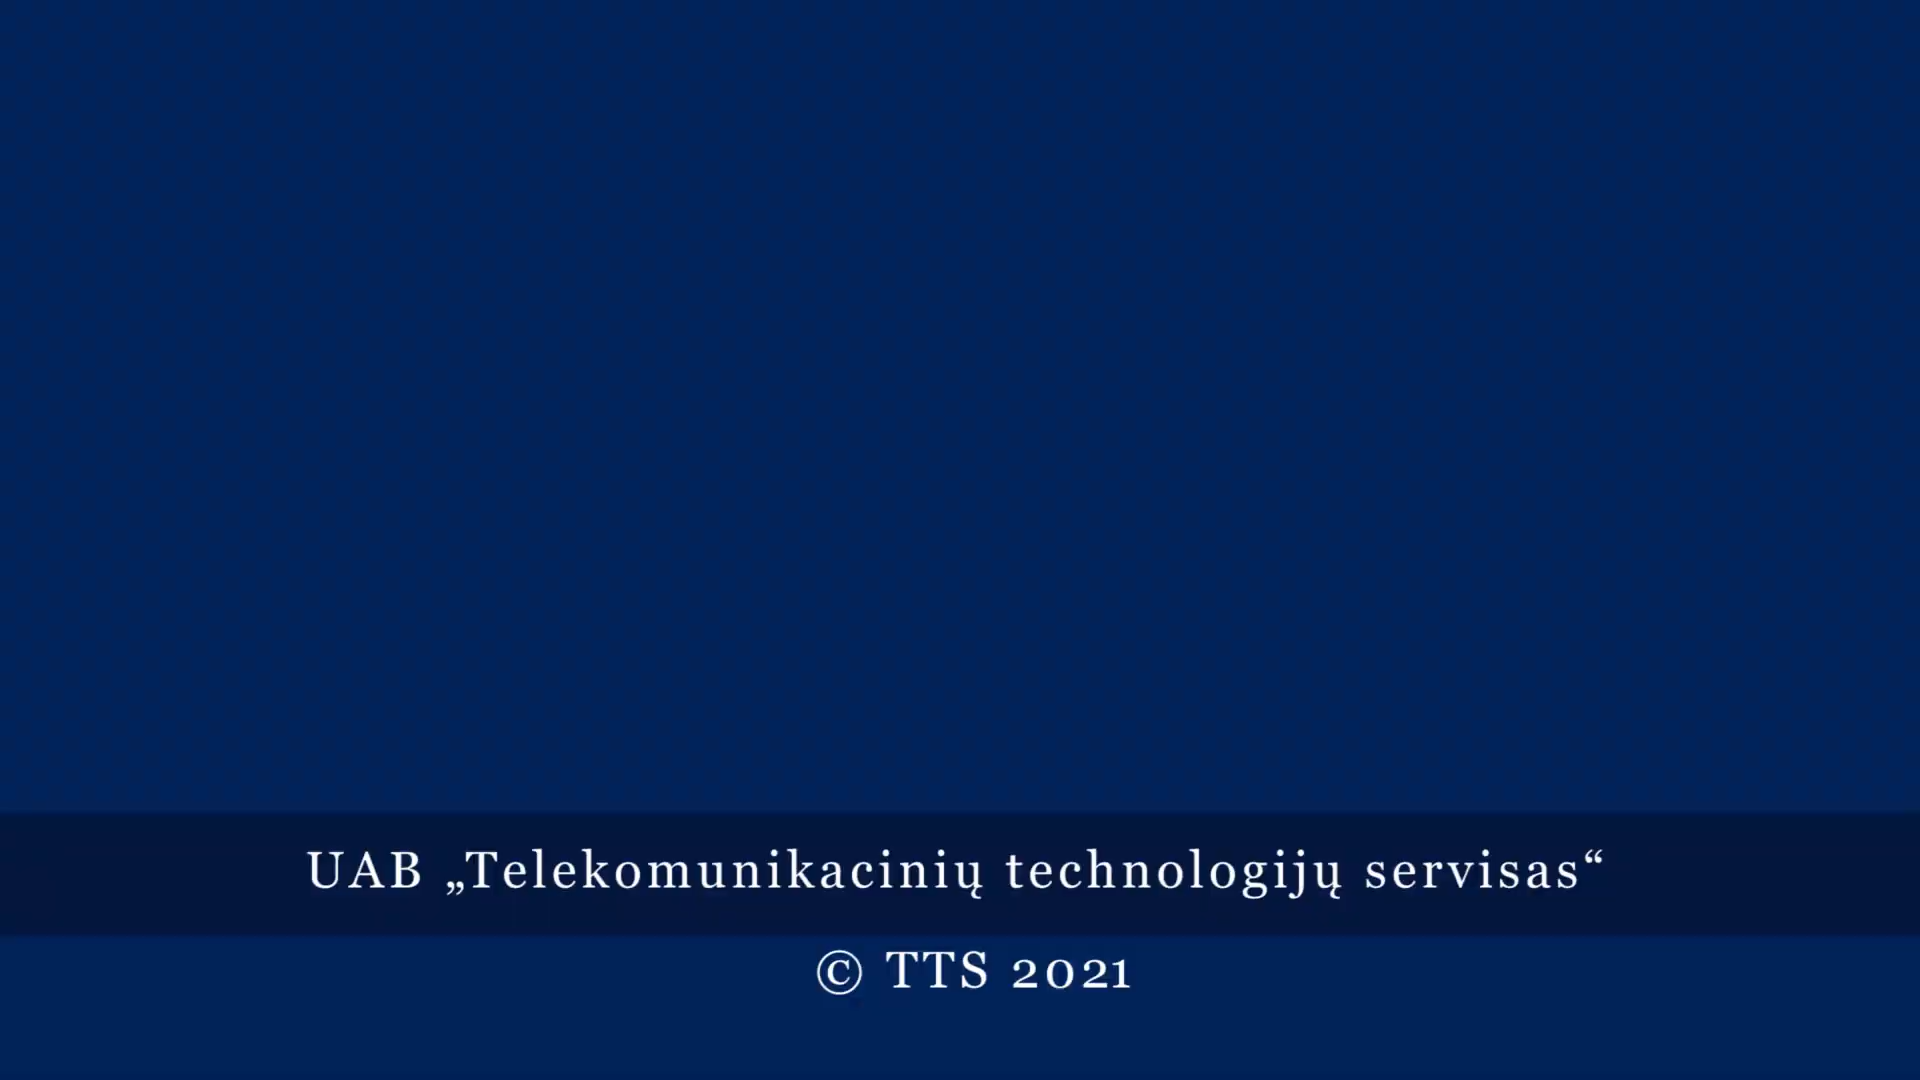 UAB „Telekomunikacinių technologijų servisas“
© TTS 2021